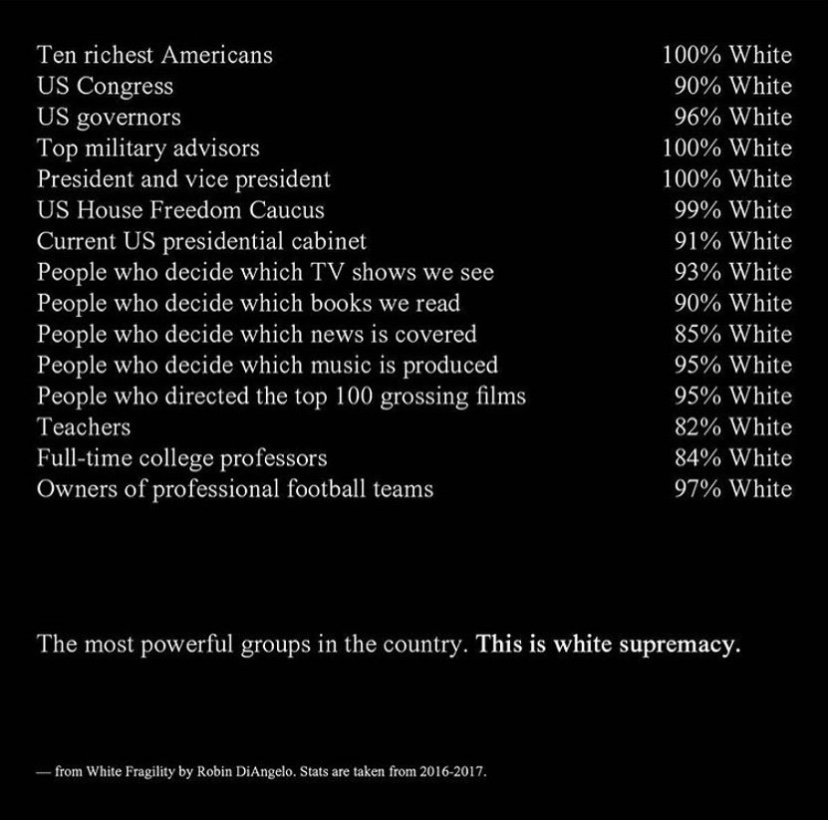 Ten richest Americans 100% White
US Congress 90% White
US governors 96% White
Top military advisors 100% White
President and vice president 100% White
US House Freedom Caucus 99% White
Current US presidential cabinet 91% White
People who decide which TV shows we see 93% White
People who decide which books we read 90% White
People who decide which news is covered 85% White
People who decide which music is produced 95% White
People who directed the top 100 grossing films 95% White
Teachers 82% White
Full-time college professors 84% White
Owners of professional football teams 97% White
The most powerful groups in the country. This is white supremacy.
— from White Fragility by Robin DiAngelo. Stats are taken from 2016-2017.